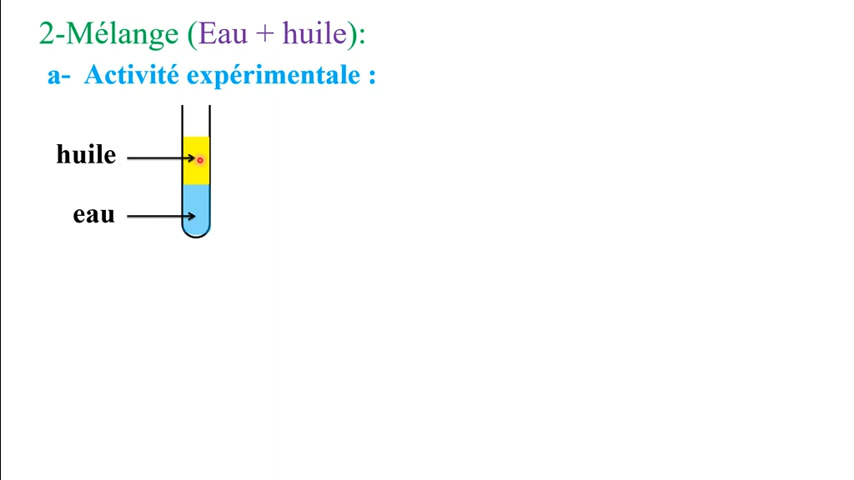 2-Mélange (Eau + huile):
a- Activité expérimentale :
huile
eau